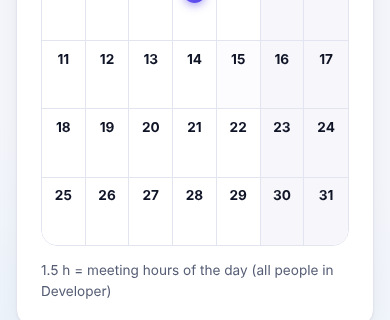 11 12 13 14 15 16 17
18 19 20 21 22 23 24
25 26 27 28 29 30 31
1.5 h = meeting hours of the day (all people in
Developer)